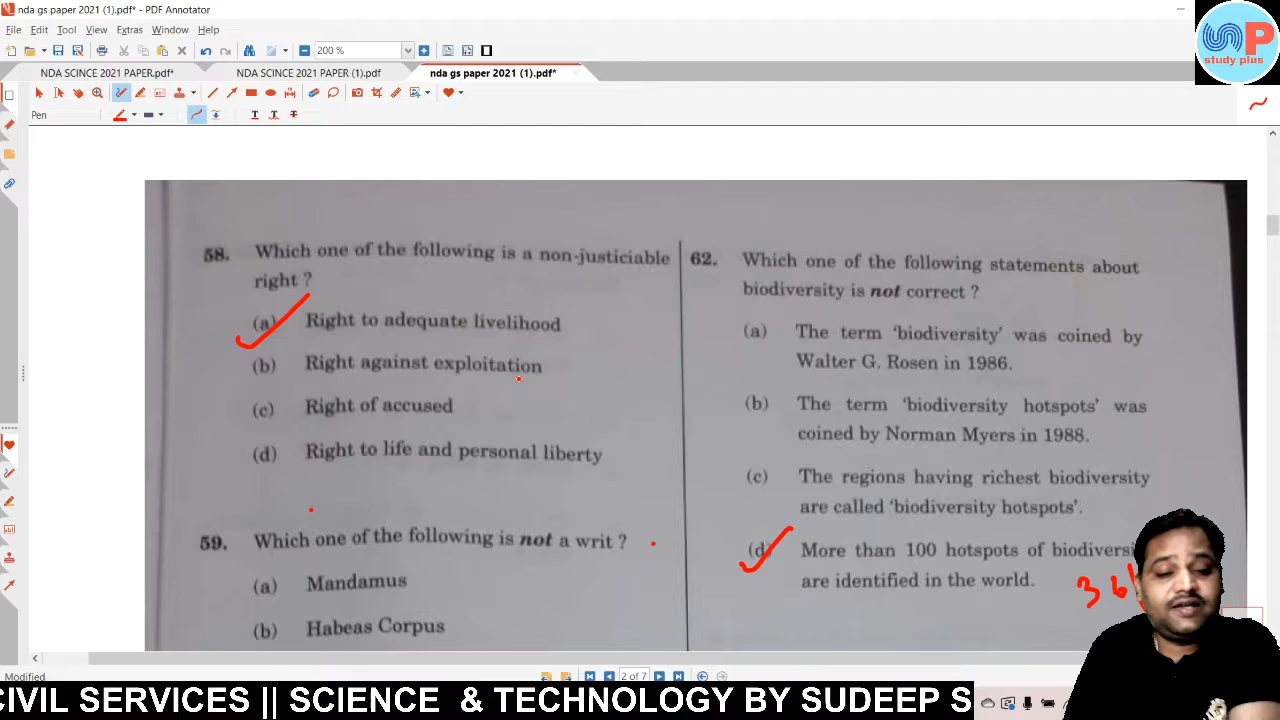 nda gs paper 2021 (1).pdf* - PDF Annotator
File Edit Tool View Extras Window Help
200 %
NDA SCINCE 2021 PAPER.pdf*
NDA SCIENCE 2021 PAPER (1).pdf
nda gs paper 2021 (1).pdf*
Pen
SP
study plus
58. Which one of the following is a non-justiciable
right ?
(a) Right to adequate livelihood
(b) Right against exploitation
(c) Right of accused
(d) Right to life and personal liberty
59. Which one of the following is not a writ ?
(a) Mandamus
(b) Habeas Corpus
62. Which one of the following statements about
biodiversity is not correct ?
(a) The term ‘biodiversity’ was coined by
Walter G. Rosen in 1986.
(b) The term ‘biodiversity hotspots’ was
coined by Norman Myers in 1988.
(c) The regions having richest biodiversity
are called ‘biodiversity hotspots’.
(d) More than 100 hotspots of biodiversi
are identified in the world.
36
Modified
2 of 7
CIVIL SERVICES || SCIENCE & TECHNOLOGY BY SUDEEP S